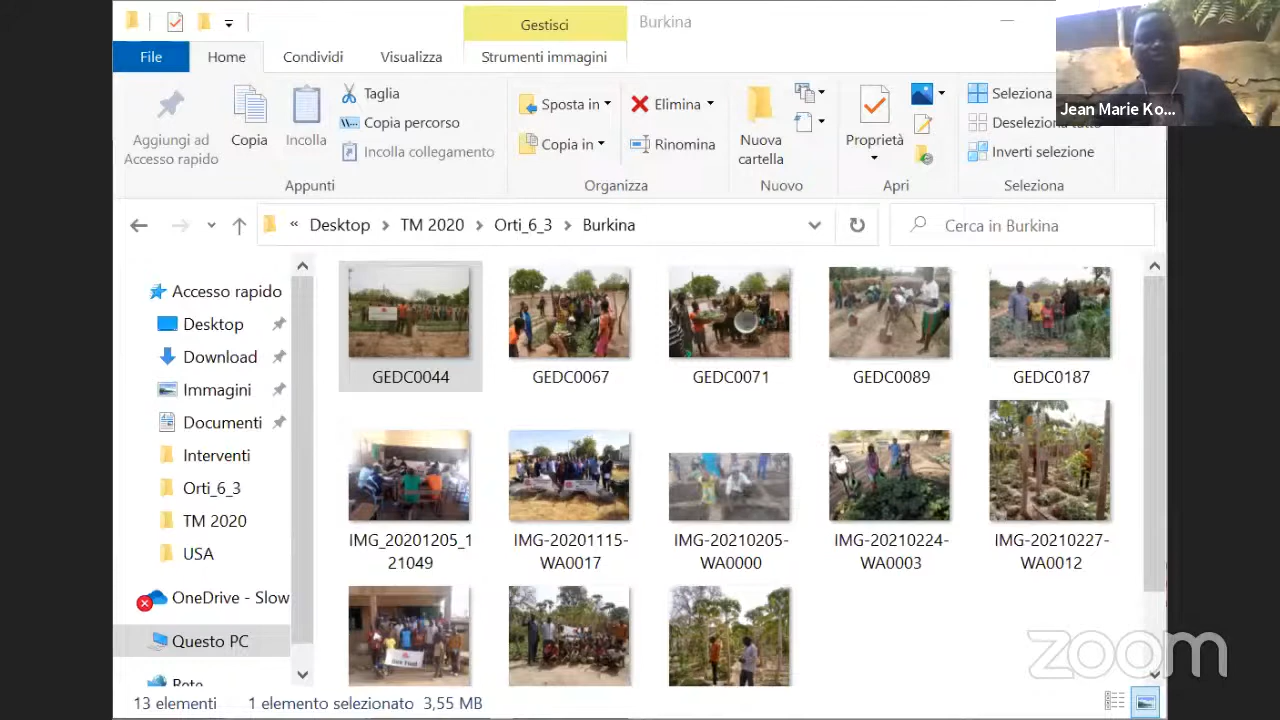 Gestisci
Burkina
File
Home
Condividi
Visualizza
Strumenti immagini
Aggiungi ad
Accesso rapido
Copia
Incolla
Taglia
Copia percorso
Incolla collegamento
Appunti
Sposta in
Copia in
Elimina
Rinomina
Organizza
Nuova
cartella
Nuovo
Proprietà
Apri
Seleziona
Deseleziona tutto
Inverti selezione
Seleziona
Jean Marie Ko...
« Desktop > TM 2020 > Orti_6_3 > Burkina
Cerca in Burkina
Accesso rapido
Desktop
Download
Immagini
Documenti
Interventi
Orti_6_3
TM 2020
USA
OneDrive - Slow
Questo PC
Rete
GEDC0044
GEDC0067
GEDC0071
GEDC0089
GEDC0187
IMG_20201205_1
21049
IMG-20201115-
WA0017
IMG-20210205-
WA0000
IMG-20210224-
WA0003
IMG-20210227-
WA0012
13 elementi
1 elemento selezionato 3,55 MB
zoom